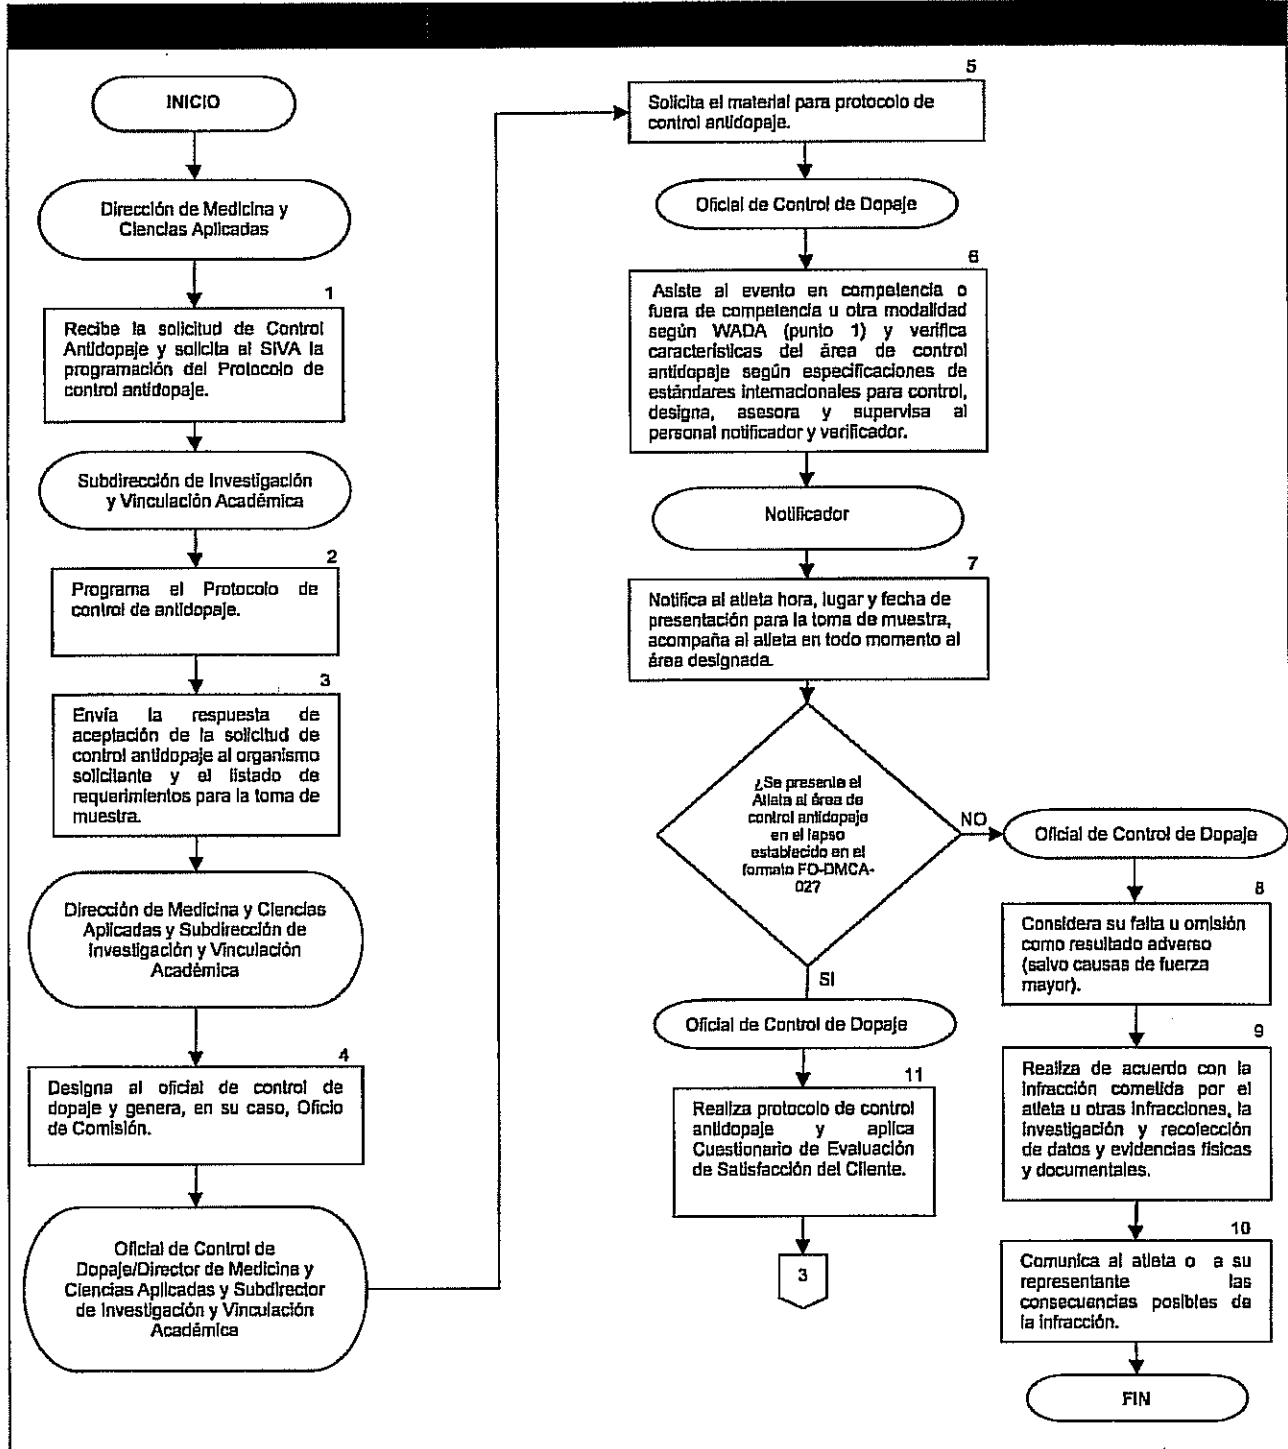 INICIO
Dirección de Medicina y
Ciencias Aplicadas
1
Recibe la solicitud de Control
Antidopaje y solicita al SIVA la
programación del Protocolo de
control antidopaje.
Subdirección de Investigación
y Vinculación Académica
2
Programa el Protocolo de
control de antidopaje.
3
Envía la respuesta de
aceptación de la solicitud de
control antidopaje al organismo
solicitante y el listado de
requerimientos para la toma de
muestra.
Dirección de Medicina y Ciencias
Aplicadas y Subdirección de
Investigación y Vinculación
Académica
4
Designa al oficial de control de
dopaje y genera, en su caso, Oficio
de Comisión.
Oficial de Control de
Dopaje/Director de Medicina y
Ciencias Aplicadas y Subdirector
de Investigación y Vinculación
Académica
5
Solicita el material para protocolo de
control antidopaje.
Oficial de Control de Dopaje
6
Asiste al evento en competencia o
fuera de competencia u otra modalidad
según WADA (punto 1) y verifica
características del área de control
antidopaje según especificaciones de
estándares internacionales para control,
designa, asesora y supervisa al
personal notificador y verificador.
Notificador
7
Notifica al atleta hora, lugar y fecha de
presentación para la toma de muestra,
acompaña al atleta en todo momento al
área designada.
¿Se presente el
Atleta al área de
control antidopaje
en el lapso
establecido en el
formato FO-DMCA-
02?
NO
SI
Oficial de Control de Dopaje
11
Realiza protocolo de control
antidopaje y aplica
Cuestionario de Evaluación
de Satisfacción del Cliente.
3
Oficial de Control de Dopaje
8
Considera su falta u omisión
como resultado adverso
(salvo causas de fuerza
mayor).
9
Realiza de acuerdo con la
infracción cometida por el
atleta u otras infracciones, la
investigación y recolección
de datos y evidencias físicas
y documentales.
10
Comunica al atleta o a su
representante las
consecuencias posibles de
la infracción.
FIN